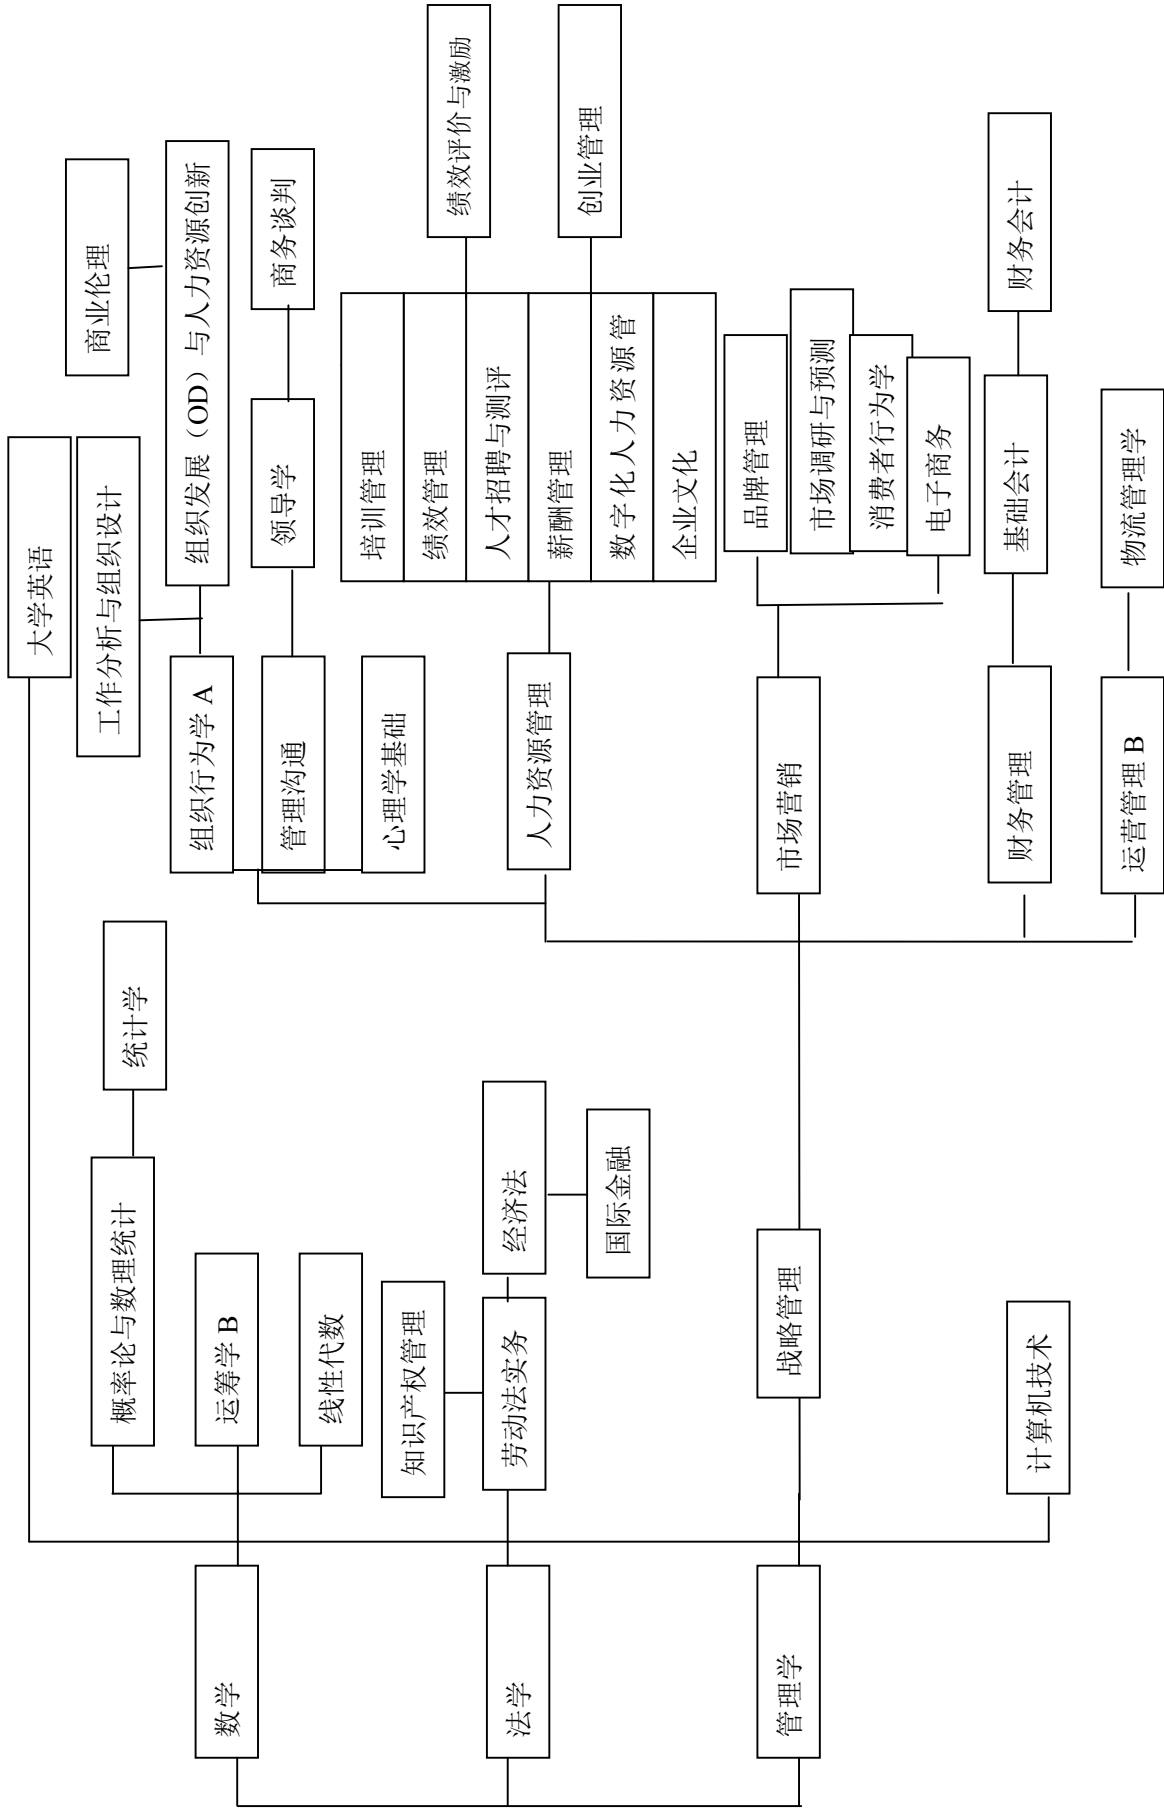 大学英语
商业伦理
工作分析与组织设计
概率论与数理统计
统计学
组织行为学 A
组织发展（OD）与人力资源创新
数学
运筹学 B
管理沟通
领导学
商务谈判
线性代数
培训管理
心理学基础
知识产权管理
绩效管理
绩效评价与激励
人才招聘与测评
法学
劳动法实务
经济法
人力资源管理
薪酬管理
创业管理
国际金融
数字化人力资源管
企业文化
品牌管理
管理学
战略管理
市场营销
市场调研与预测
消费者行为学
电子商务
财务管理
基础会计
财务会计
计算机技术
运营管理 B
物流管理学